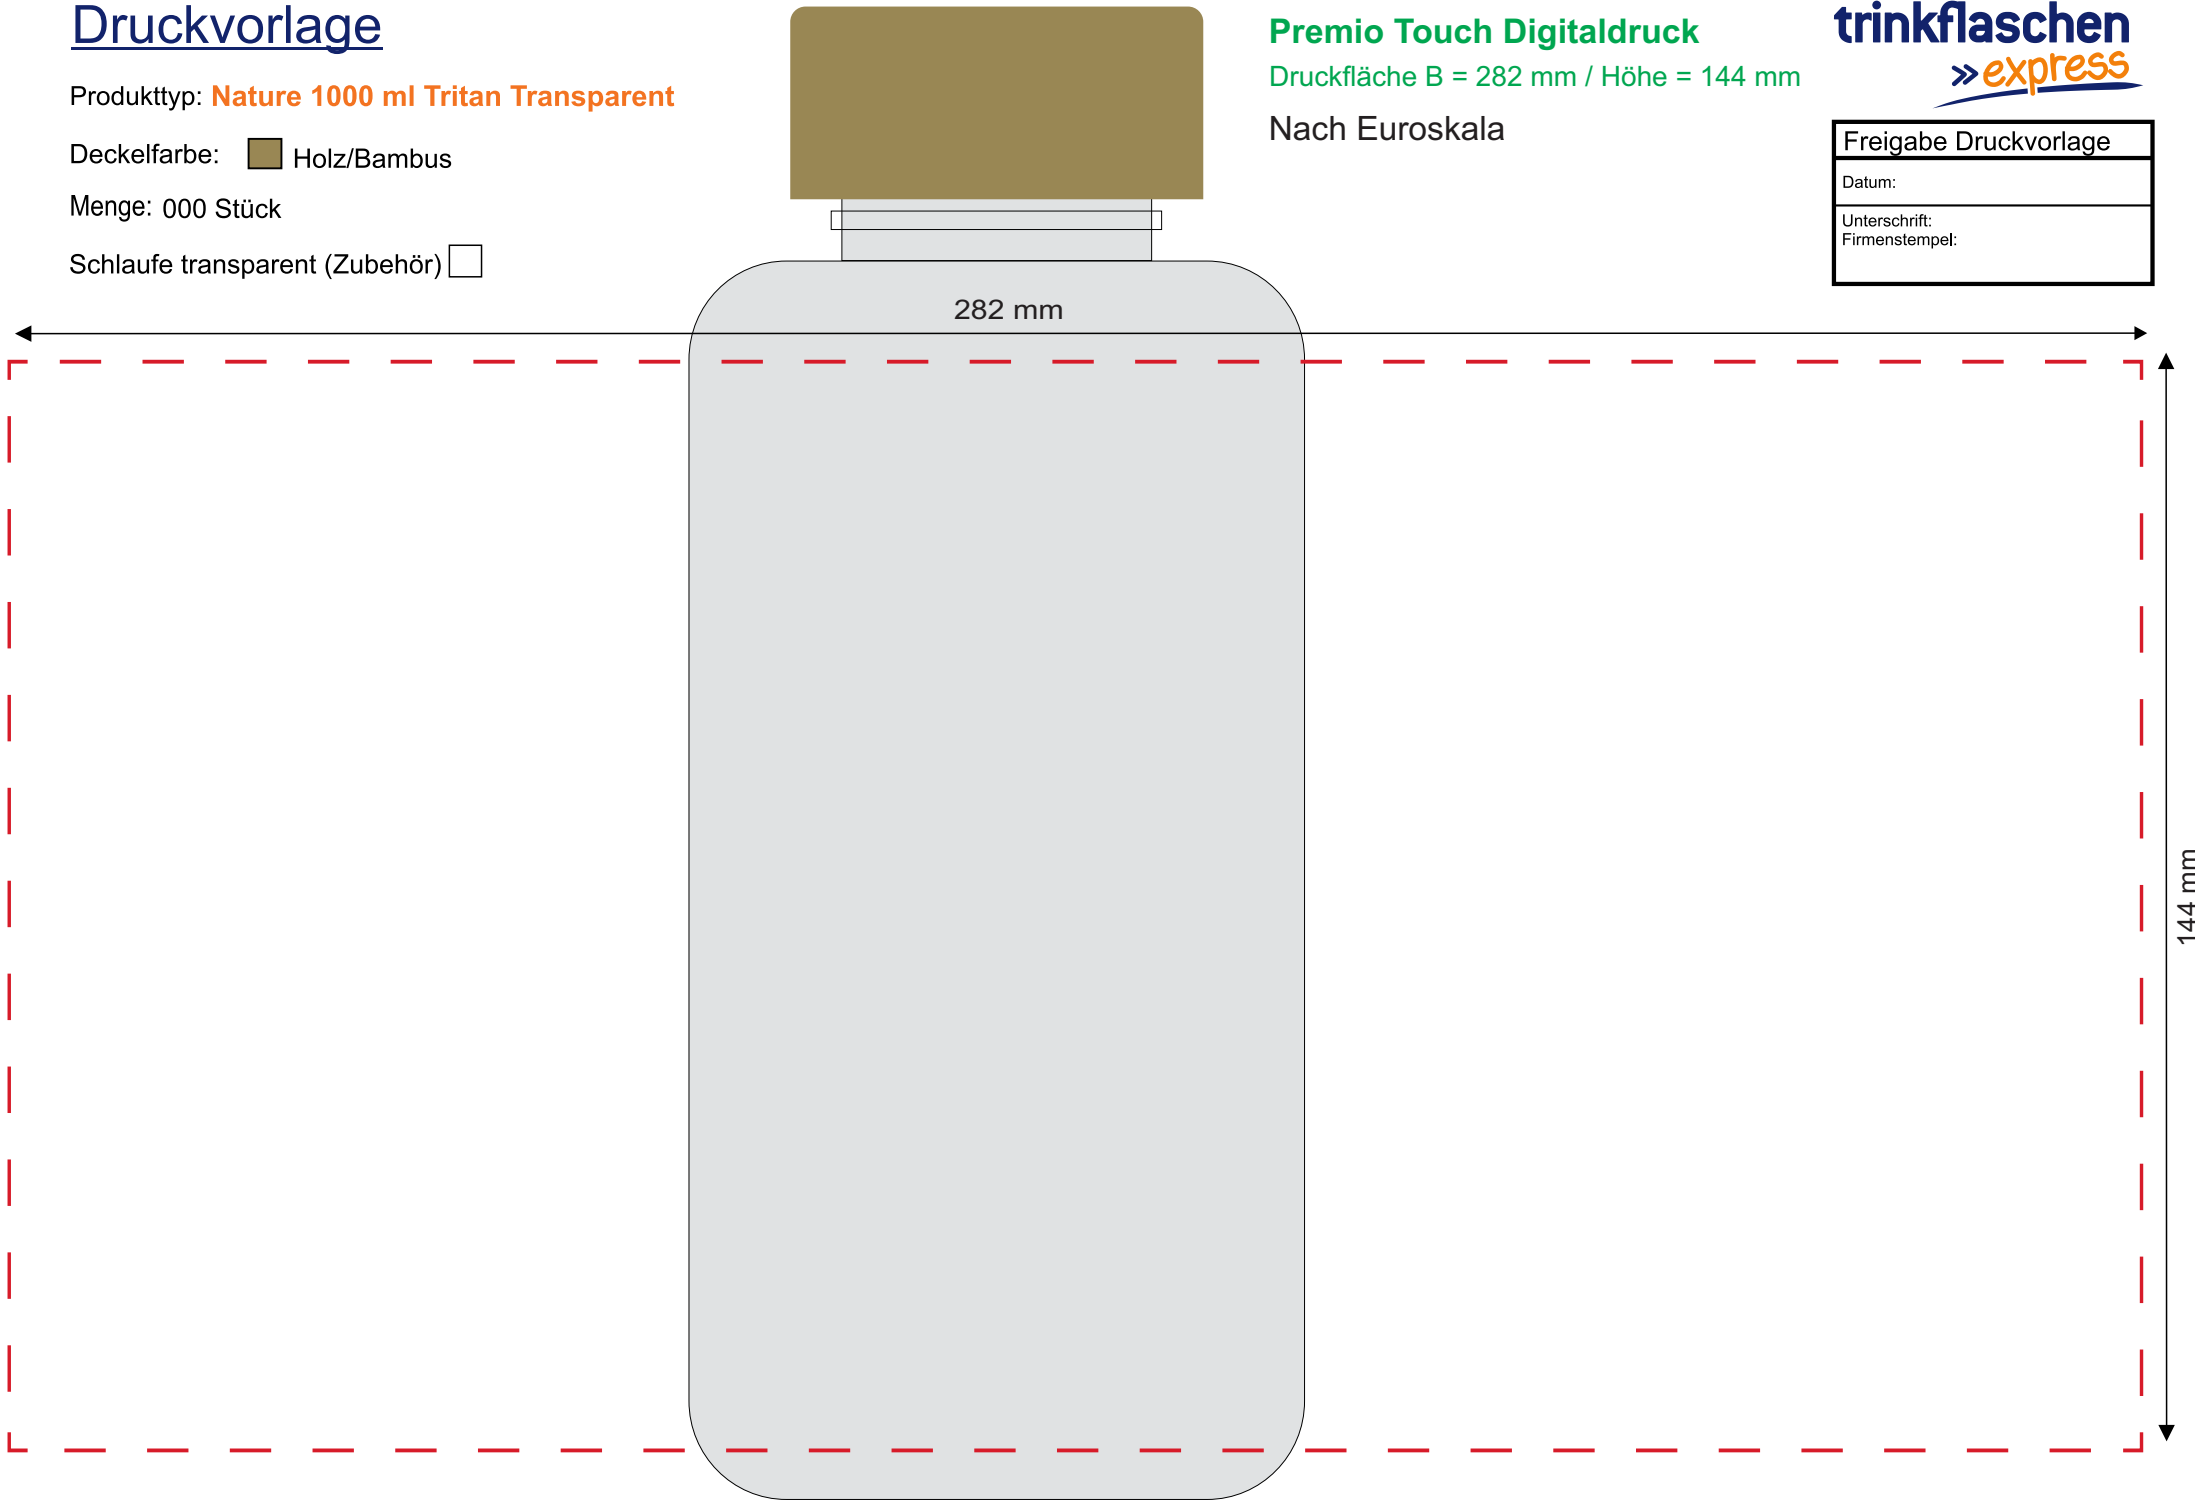 Druckvorlage
Produkttyp: Nature 1000 ml Tritan Transparent
Deckelfarbe: Holz/Bambus
Menge: 000 Stück
Schlaufe transparent (Zubehör)
Premio Touch Digitaldruck
Druckfläche B = 282 mm / Höhe = 144 mm
Nach Euroskala
trinkflaschen
»express
Freigabe Druckvorlage
Datum:
Unterschrift:
Firmenstempel:
282 mm
144 mm